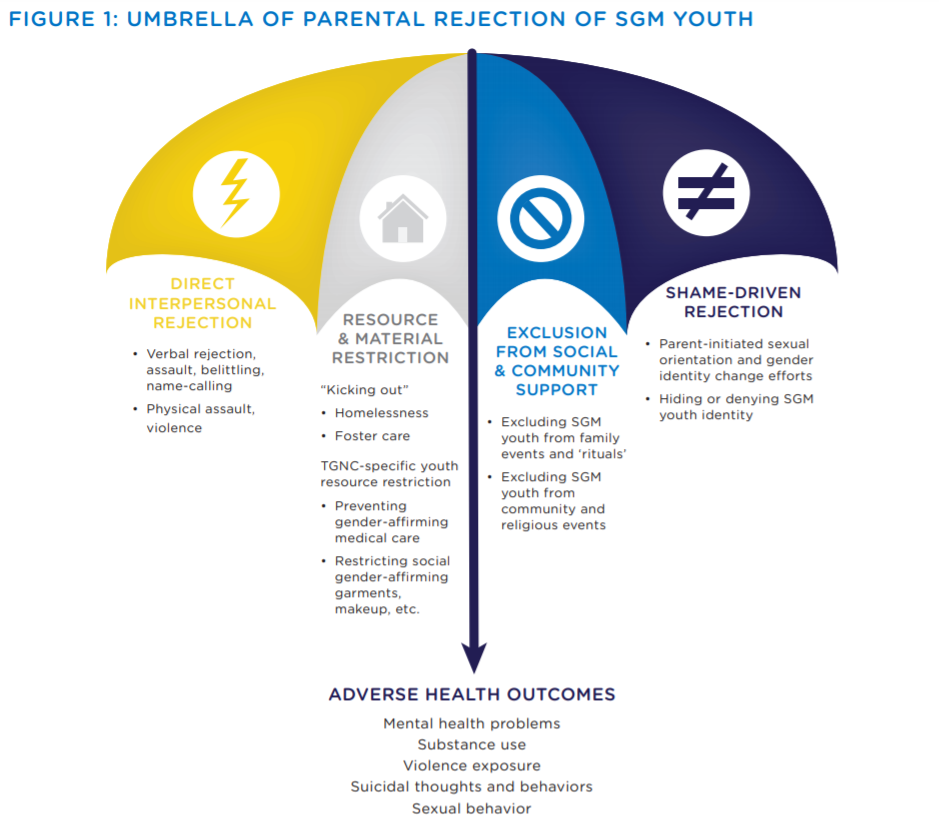 FIGURE 1: UMBRELLA OF PARENTAL REJECTION OF SGM YOUTH
DIRECT
INTERPERSONAL
REJECTION
• Verbal rejection,
assault, belittling,
name-calling
• Physical assault,
violence
RESOURCE
& MATERIAL
RESTRICTION
“Kicking out”
• Homelessness
• Foster care
TGNC-specific youth
resource restriction
• Preventing
gender-affirming
medical care
• Restricting social
gender-affirming
garments,
makeup, etc.
EXCLUSION
FROM SOCIAL
& COMMUNITY
SUPPORT
• Excluding SGM
youth from family
events and ‘rituals’
• Excluding SGM
youth from
community and
religious events
SHAME-DRIVEN
REJECTION
• Parent-initiated sexual
orientation and gender
identity change efforts
• Hiding or denying SGM
youth identity
ADVERSE HEALTH OUTCOMES
Mental health problems
Substance use
Violence exposure
Suicidal thoughts and behaviors
Sexual behavior